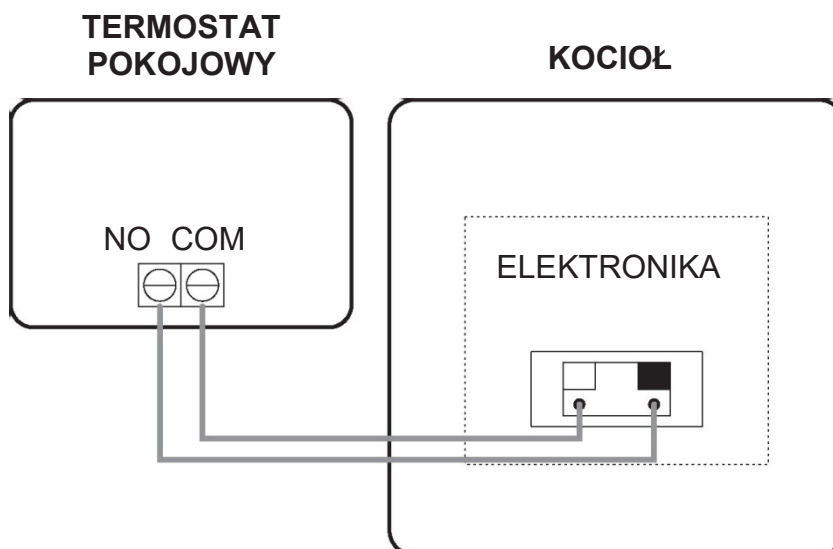 TERMOSTAT
POKOJOWY
KOCIOŁ
NO COM
ELEKTRONIKA